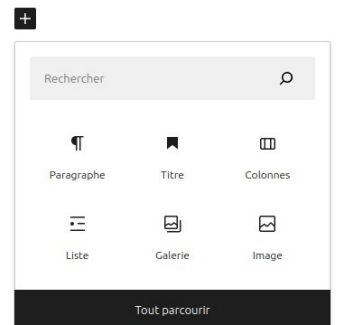 Rechercher
Paragraphe Titre Colonnes
Liste Galerie Image
Tout parcourir